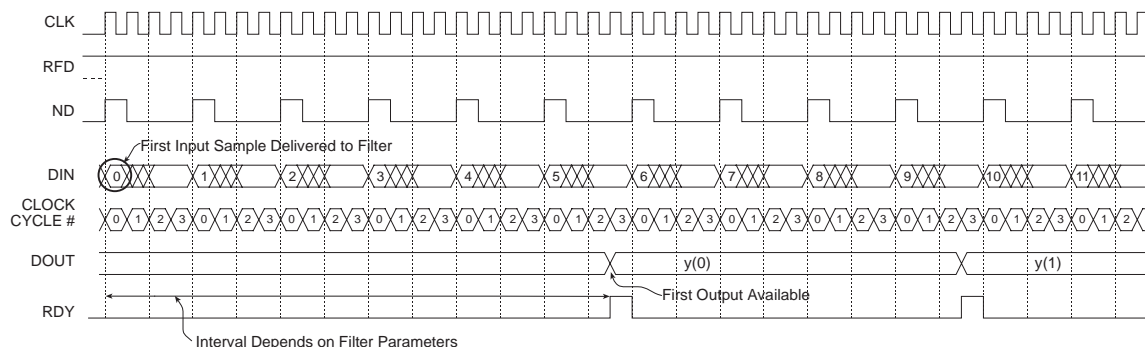 CLK
RFD
ND
First Input Sample Delivered to Filter
DIN 0 1 2 3 4 5 6 7 8 9 10 11
CLOCK
CYCLE # 0 1 2 3 0 1 2 3 0 1 2 3 0 1 2 3 0 1 2 3 0 1 2 3 0 1 2 3 0 1 2 3 0 1 2 3 0 1 2 3 0 1 2 3 0 1 2
DOUT y(0) y(1)
First Output Available
RDY
Interval Depends on Filter Parameters